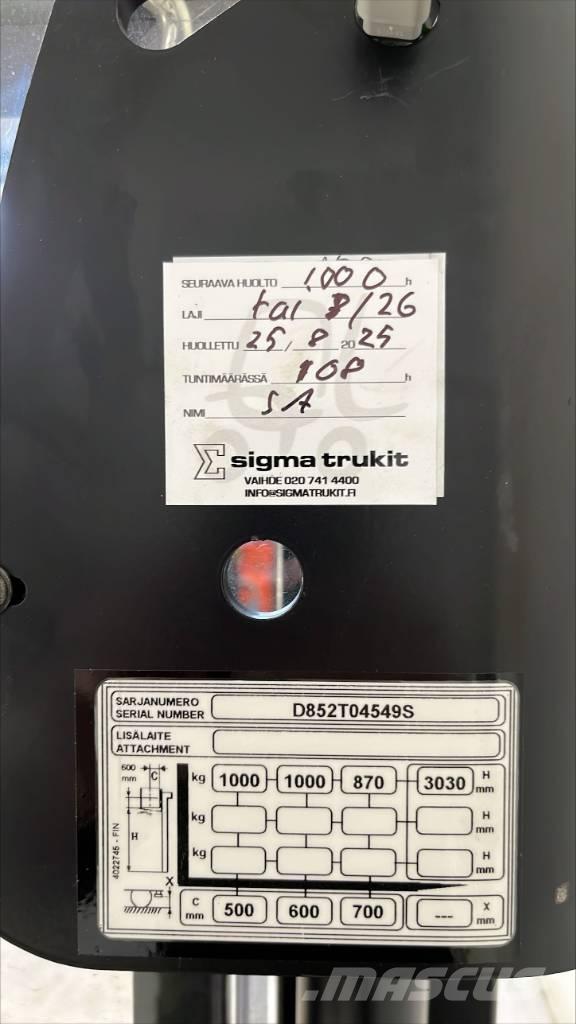 SEURAAVA HUOLTO 1000 h
LAJI tai 8/26
HUOLLETTU 25/8 2025
TUNTIMÄÄRÄSSÄ 108 h
NIMI SA
Σ sigma trukit
VAIHDE 020 741 4400
INFO@SIGMATRUKIT.FI
SARJANUMERO
SERIAL NUMBER D852T04549S
LISÄLAITE
ATTACHMENT
600 mm C
kg 1000 1000 870 3030 H mm
H
kg H mm
kg H mm
X
C mm 500 600 700 --- X mm
4022745 - FIN
MASCUS